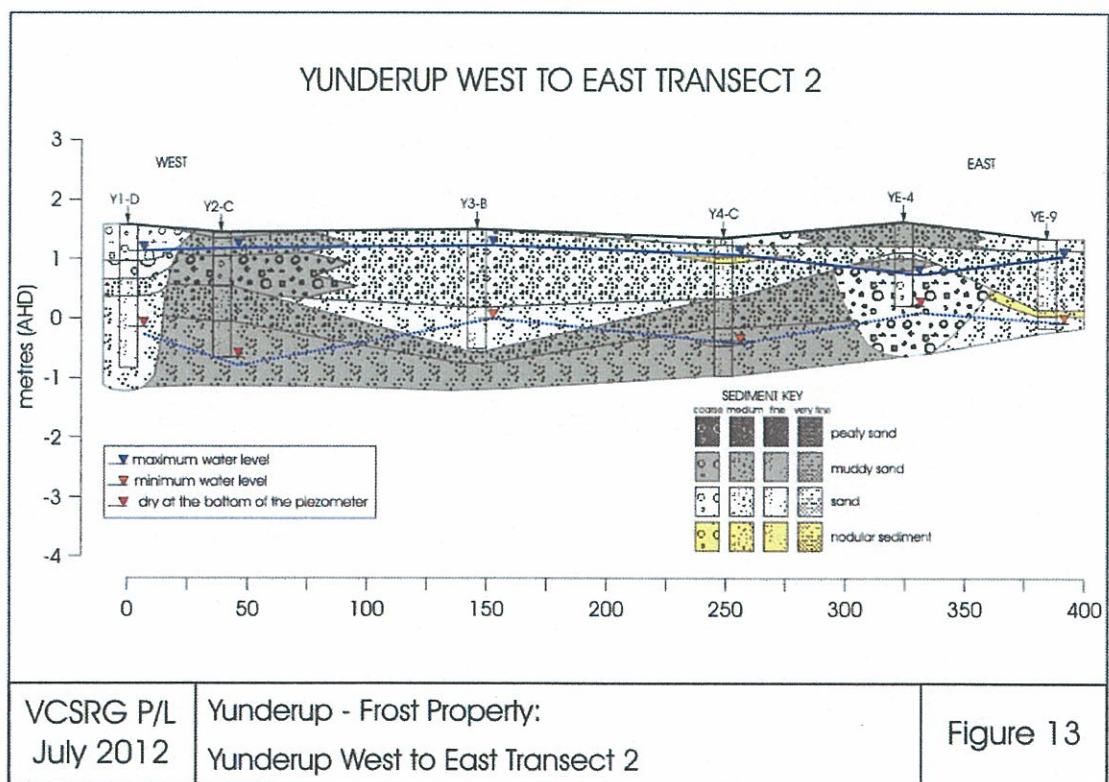 YUNDERUP WEST TO EAST TRANSECT 2
3
2
1
0
-1
-2
-3
-4
metres (AHD)
WEST
EAST
Y1-D
Y2-C
Y3-B
Y4-C
YE-4
YE-9
maximum water level
minimum water level
dry at the bottom of the piezometer
SEDIMENT KEY
coarse medium fine very fine
peaty sand
muddy sand
sand
nodular sediment
0 50 100 150 200 250 300 350 400
VCSRG P/L
July 2012
Yunderup - Frost Property:
Yunderup West to East Transect 2
Figure 13